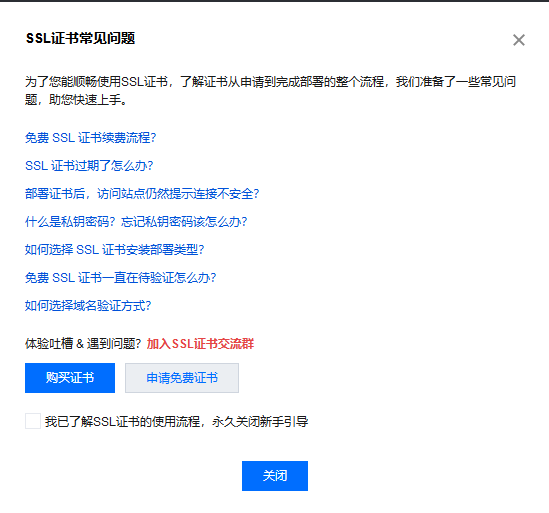 SSL证书常见问题
为了您能顺畅使用SSL证书，了解证书从申请到完成部署的整个流程，我们准备了一些常见问
题，助您快速上手。
免费 SSL 证书续费流程？
SSL 证书过期了怎么办？
部署证书后，访问站点仍然提示连接不安全？
什么是私钥密码？忘记私钥密码该怎么办？
如何选择 SSL 证书安装部署类型？
免费 SSL 证书一直在待验证怎么办？
如何选择域名验证方式？
体验吐槽 & 遇到问题？加入SSL证书交流群
购买证书 申请免费证书
我已了解SSL证书的使用流程，永久关闭新手引导
关闭